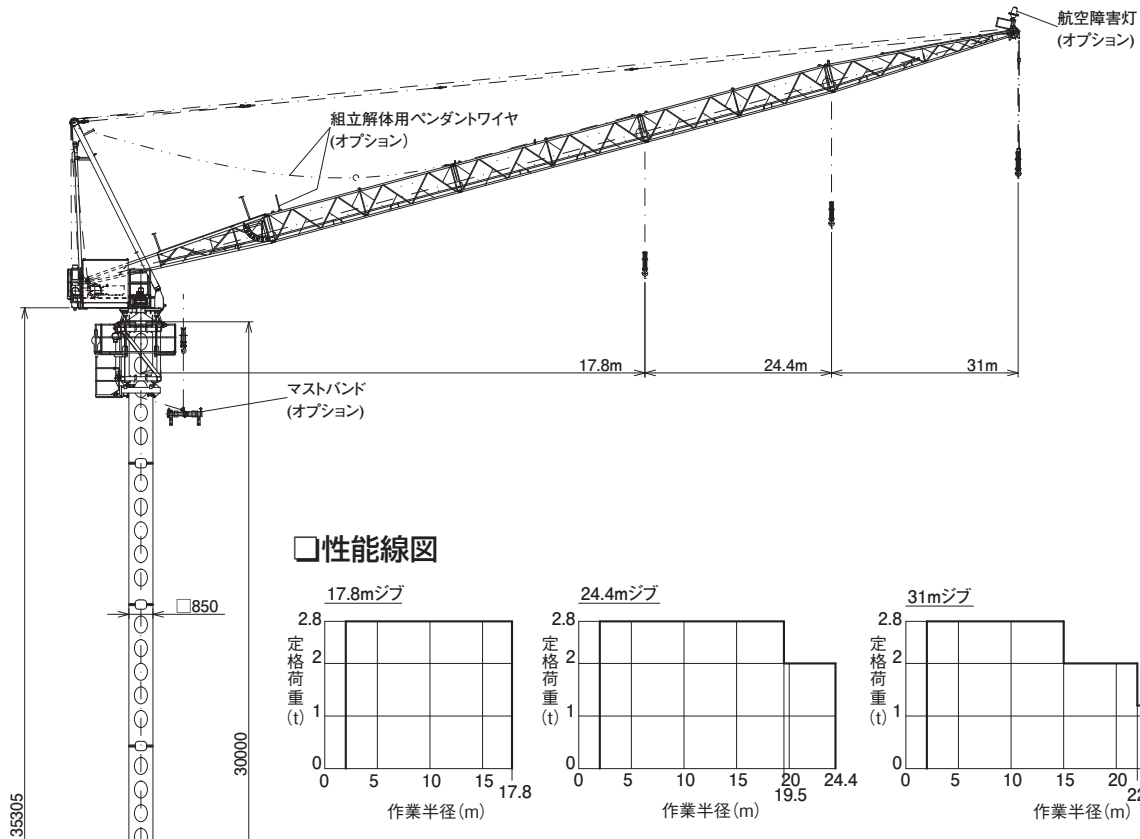 航空障害灯
(オプション)
組立解体用ペンダントワイヤ
(オプション)
17.8m
24.4m
31m
マストバンド
(オプション)
□850
35305
30000
□性能線図
17.8mジブ
2.8
2
1
0
定格荷重(t)
0
5
10
15
17.8
作業半径(m)
24.4mジブ
2.8
2
1
0
定格荷重(t)
0
5
10
15
20
24.4
19.5
作業半径(m)
31mジブ
2.8
2
1
0
定格荷重(t)
0
5
10
15
20
22
作業半径(m)